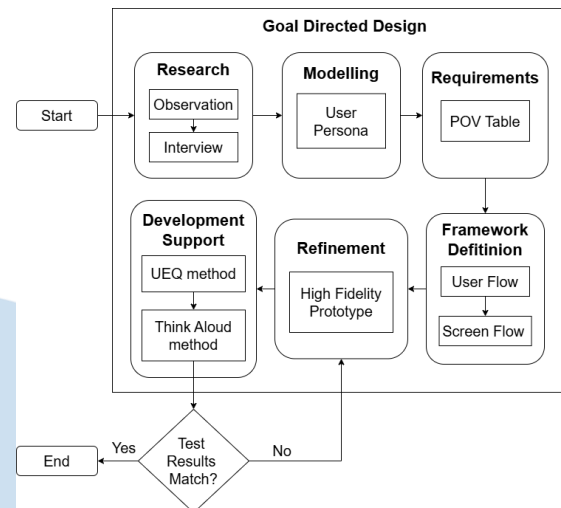 Goal Directed Design
Research
Observation
Interview
Modelling
User
Persona
Requirements
POV Table
Start
Development
Support
UEQ method
Think Aloud
method
Refinement
High Fidelity
Prototype
Framework
Defitinion
User Flow
Screen Flow
Yes
Test
Results
Match?
No
End